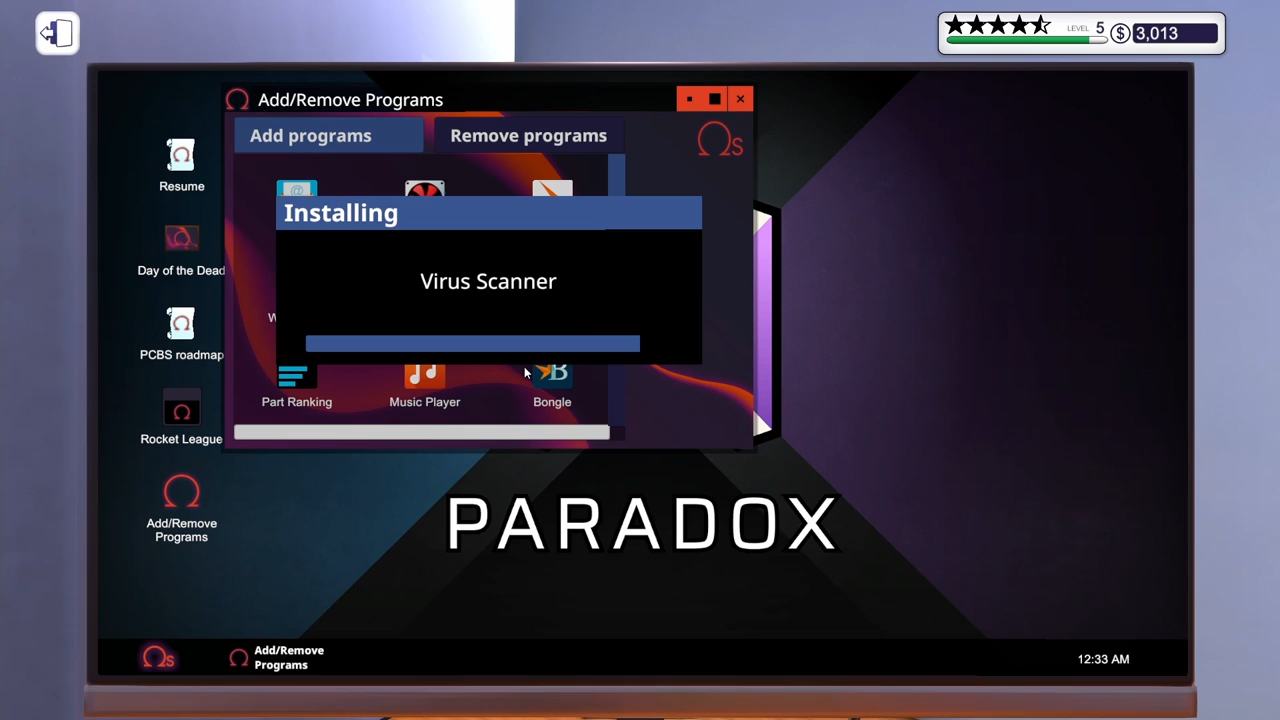 LEVEL 5
$ 3,013
Add/Remove Programs
Add programs
Remove programs
Ωs
Installing
Virus Scanner
W
Part Ranking
Music Player
Bongle
Resume
Day of the Dead
PCBS roadmap
Rocket League
Add/Remove
Programs
PARADOX
Ωs
Add/Remove
Programs
12:33 AM